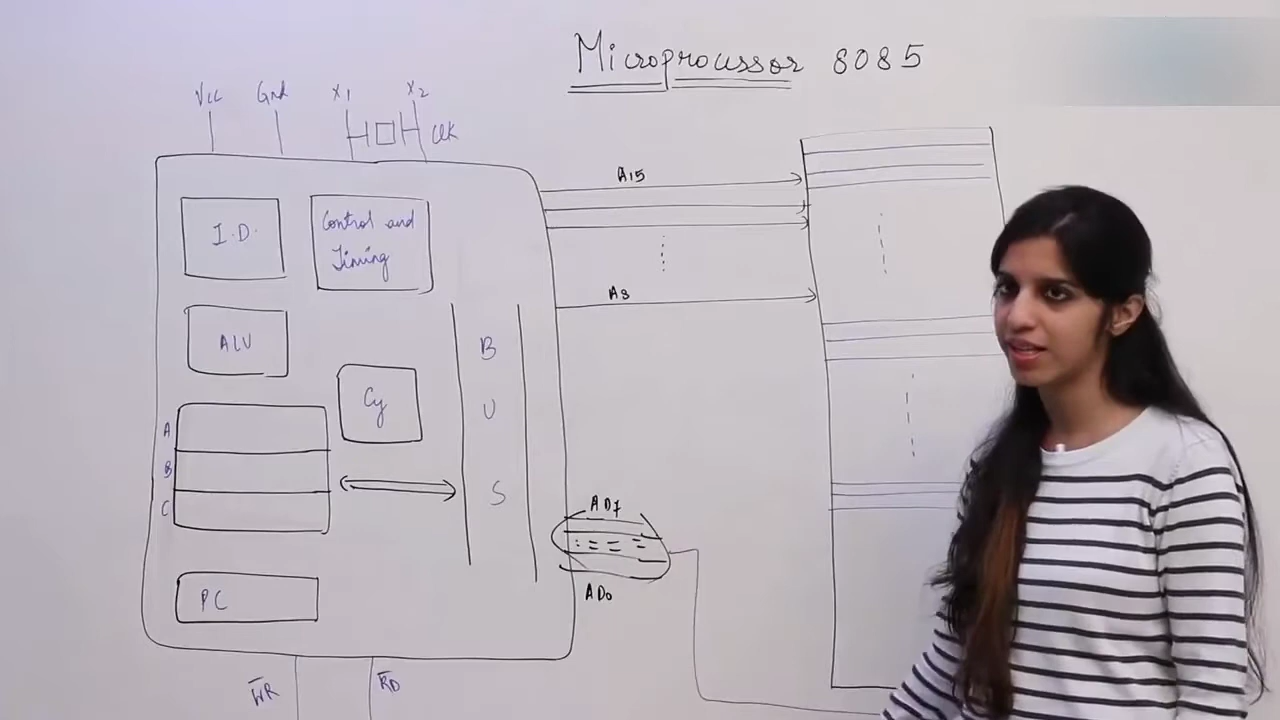 Microprocessor 8085
Vcc Gnd X1 X2
CLK
A15
I.D.
Control and
Timing
A8
ALU
B
U
S
Cy
A
B
C
AD7
AD0
PC
WR RD